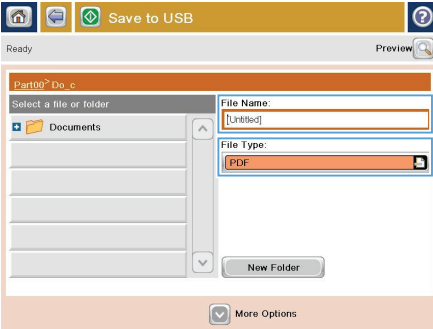 Save to USB
Ready
Preview
Part00>Do_c
Select a file or folder
Documents
File Name:
[Untitled]
File Type:
PDF
New Folder
More Options